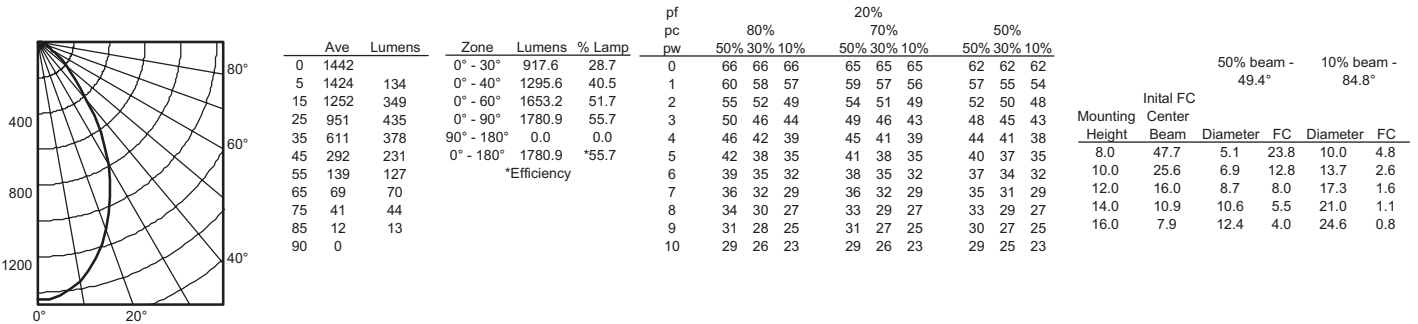 400
800
1200
0°
20°
40°
60°
80°
Ave Lumens
0 1442
5 1424 134
15 1252 349
25 951 435
35 611 378
45 292 231
55 139 127
65 69 70
75 41 44
85 12 13
90 0
Zone Lumens % Lamp
0° - 30° 917.6 28.7
0° - 40° 1295.6 40.5
0° - 60° 1653.2 51.7
0° - 90° 1780.9 55.7
90° - 180° 0.0 0.0
0° - 180° 1780.9 *55.7
*Efficiency
pf 20%
pc 80% 70% 50%
pw 50% 30% 10% 50% 30% 10% 50% 30% 10%
0 66 66 66 65 65 65 62 62 62
1 60 58 57 59 57 56 57 55 54
2 55 52 49 54 51 49 52 50 48
3 50 46 44 49 46 43 48 45 43
4 46 42 39 45 41 39 44 41 38
5 42 38 35 41 38 35 40 37 35
6 39 35 32 38 35 32 37 34 32
7 36 32 29 36 32 29 35 31 29
8 34 30 27 33 29 27 33 29 27
9 31 28 25 31 27 25 30 27 25
10 29 26 23 29 26 23 29 25 23
50% beam - 10% beam -
49.4° 84.8°
Inital FC
Mounting Center
Height Beam Diameter FC Diameter FC
8.0 47.7 5.1 23.8 10.0 4.8
10.0 25.6 6.9 12.8 13.7 2.6
12.0 16.0 8.7 8.0 17.3 1.6
14.0 10.9 10.6 5.5 21.0 1.1
16.0 7.9 12.4 4.0 24.6 0.8